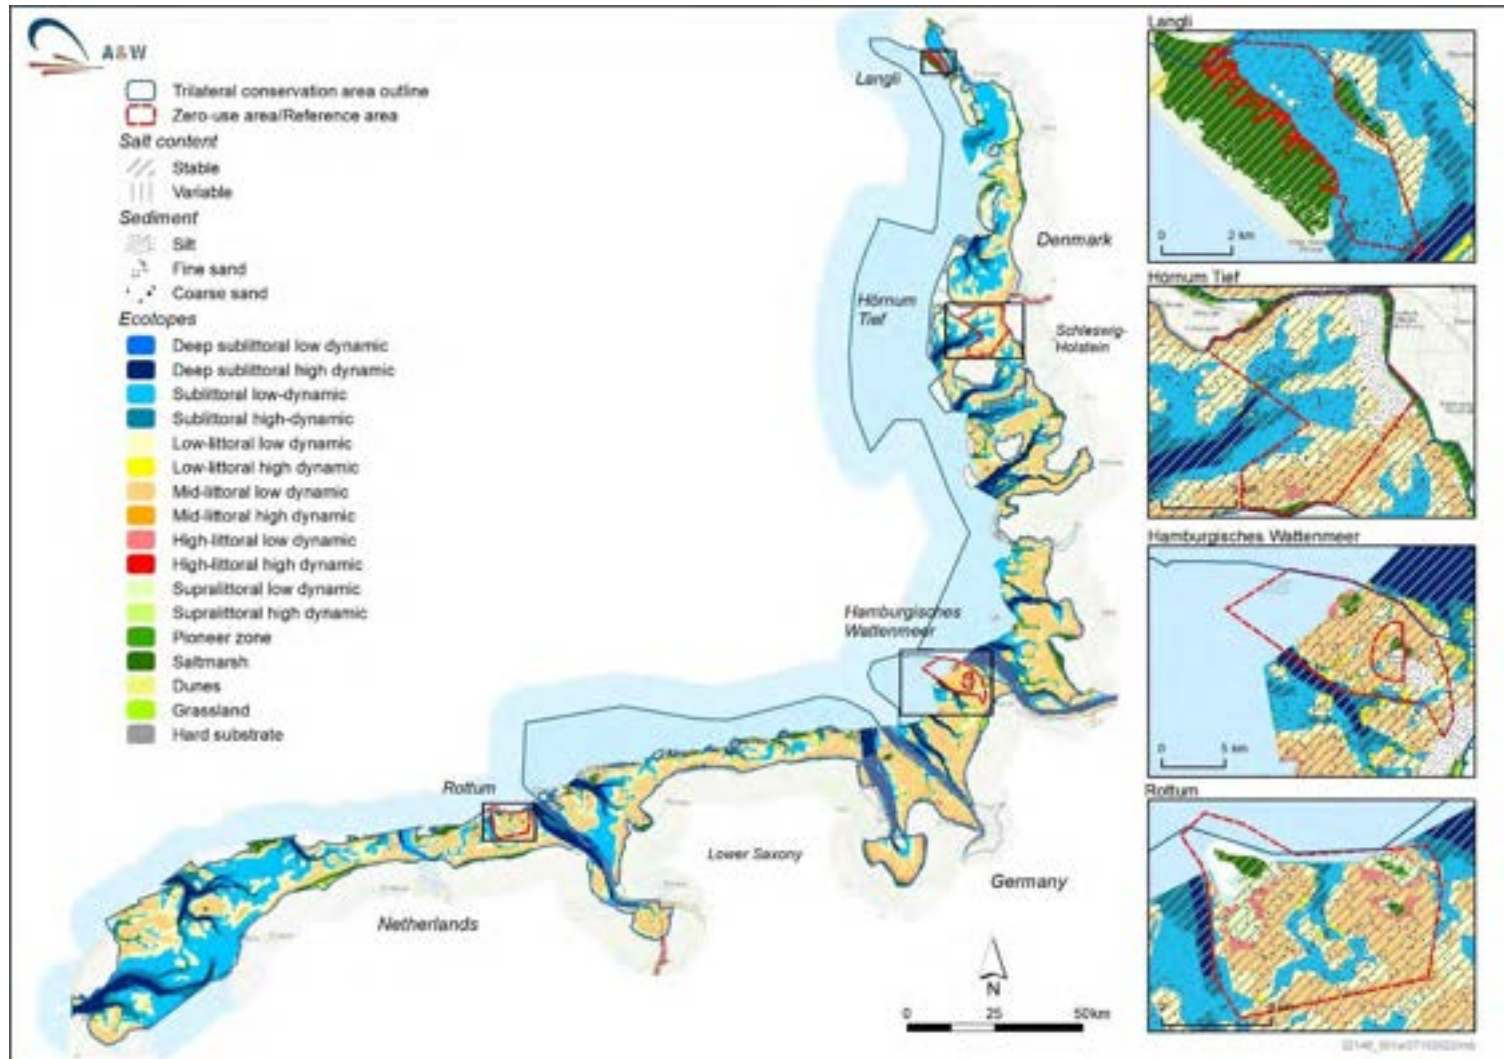 A&W
Trilateral conservation area outline
Zero-use area/Reference area
Salt content
Stable
Variable
Sediment
Silt
Fine sand
Coarse sand
Ecotopes
Deep sublittoral low dynamic
Deep sublittoral high dynamic
Sublittoral low-dynamic
Sublittoral high-dynamic
Low-littoral low dynamic
Low-littoral high dynamic
Mid-littoral low dynamic
Mid-littoral high dynamic
High-littoral low dynamic
High-littoral high dynamic
Supralittoral low dynamic
Supralittoral high dynamic
Pioneer zone
Saltmarsh
Dunes
Grassland
Hard substrate
Langli
Denmark
Hörnum
Tief
Schleswig-
Holstein
Hamburgisches
Wattenmeer
Rottum
Lower Saxony
Germany
Netherlands
N
0 25 50km
Langli
0 2 km
Hörnum Tief
Hamburgisches Wattenmeer
0 5 km
Rottum